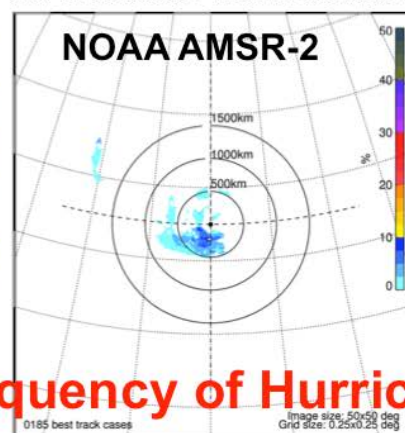 NOAA AMSR-2
50
40
30
%
20
10
0
1500km
1000km
500km
quency of Hurric
0185 best track cases
Image size: 50x50 deg
Grid size: 0.25x0.25 deg